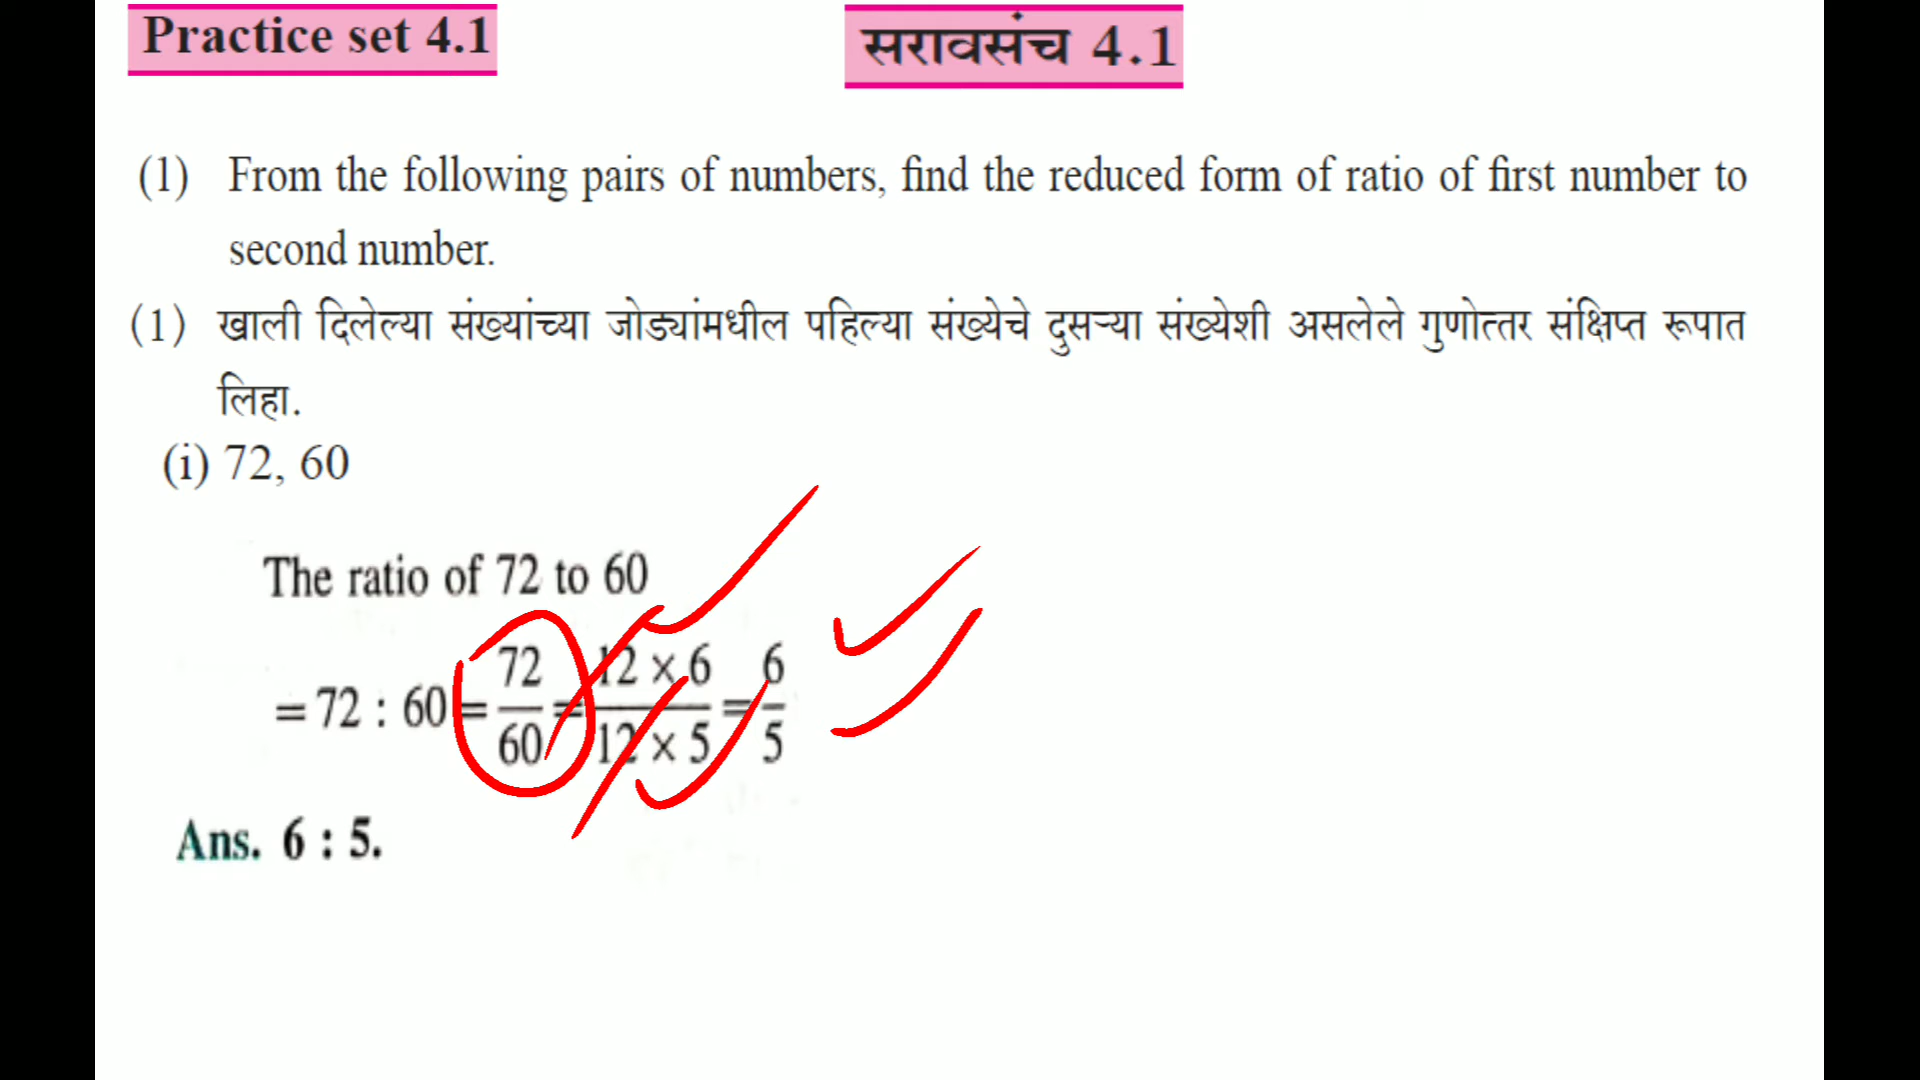 Practice set 4.1
सरावसंच 4.1
(1) From the following pairs of numbers, find the reduced form of ratio of first number to
second number.
(1) खाली दिलेल्या संख्यांच्या जोड्यांमधील पहिल्या संख्येचे दुसऱ्या संख्येशी असलेले गुणोत्तर संक्षिप्त रूपात
लिहा.
(i) 72, 60
The ratio of 72 to 60
= 72 : 60 = 72/60 = 12 × 6/12 × 5 = 6/5
Ans. 6 : 5.